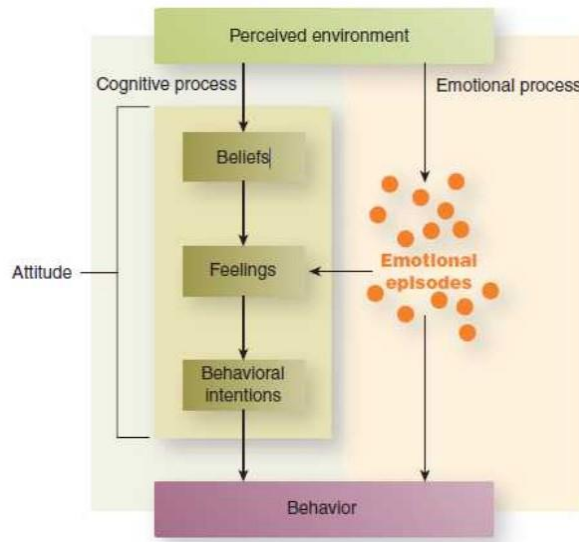 Perceived environment
Cognitive process
Emotional process
Beliefs
Attitude
Feelings
Emotional
episodes
Behavioral
intentions
Behavior